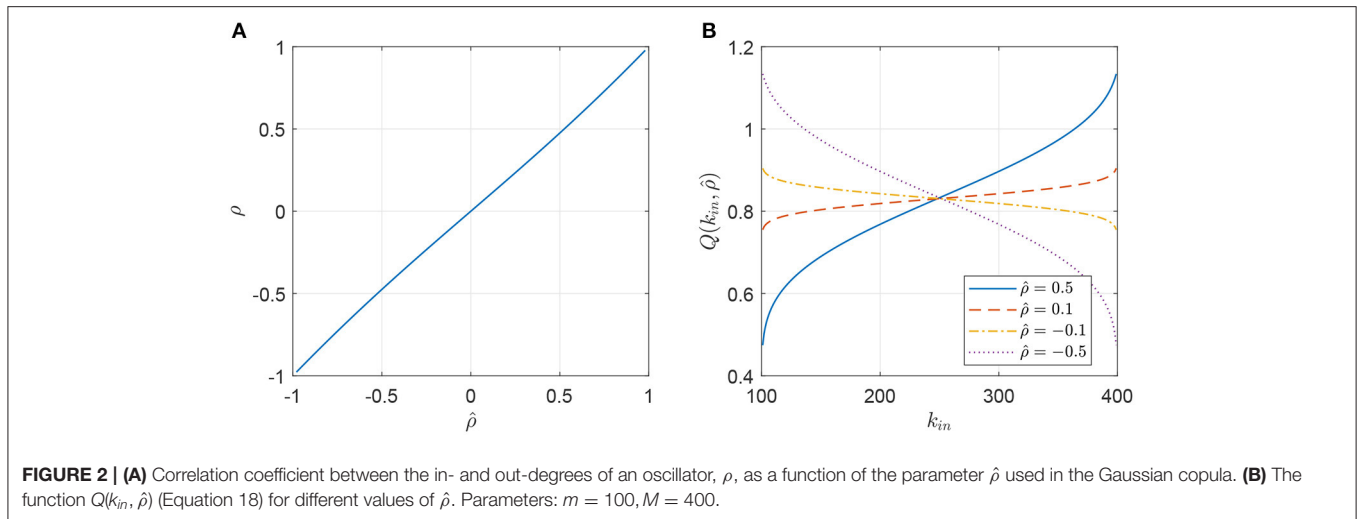 A
1
0.5
0
-0.5
-1
ρ
-1
-0.5
0
0.5
1
ρ̂
B
1.2
1
0.8
0.6
0.4
Q(k_in, ρ̂)
100
200
300
400
k_in
ρ̂ = 0.5
ρ̂ = 0.1
ρ̂ = −0.1
ρ̂ = −0.5
FIGURE 2 | (A) Correlation coefficient between the in- and out-degrees of an oscillator, ρ, as a function of the parameter ρ̂ used in the Gaussian copula. (B) The
function Q(k_in, ρ̂) (Equation 18) for different values of ρ̂. Parameters: m = 100, M = 400.